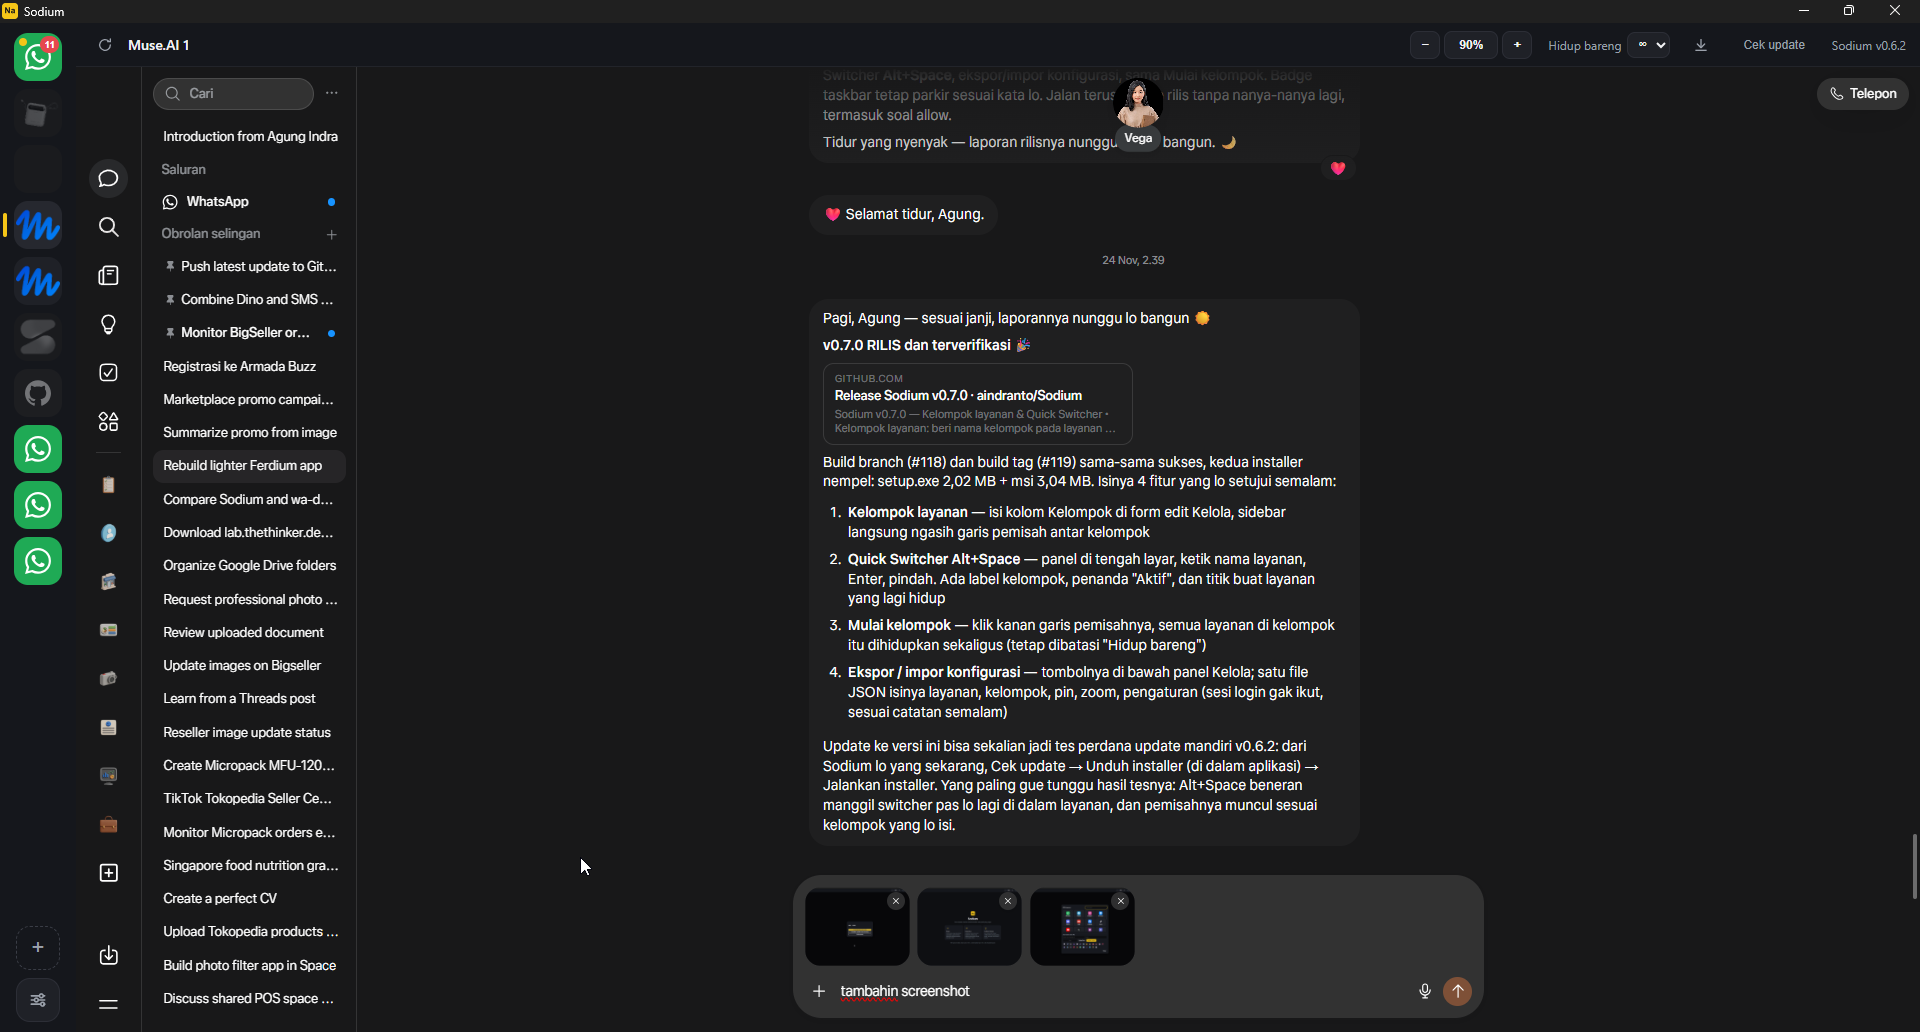 Na Sodium
11
Muse.AI 1
90%
Hidup bareng
∞
Cek update
Sodium v0.6.2
Cari
Introduction from Agung Indra
Saluran
WhatsApp
Obrolan selingan
Push latest update to Git...
Combine Dino and SMS ...
Monitor BigSeller or...
Registrasi ke Armada Buzz
Marketplace promo campai...
Summarize promo from image
Rebuild lighter Ferdium app
Compare Sodium and wa-d...
Download lab.thethinker.de...
Organize Google Drive folders
Request professional photo ...
Review uploaded document
Update images on Bigseller
Learn from a Threads post
Reseller image update status
Create Micropack MFU-120...
TikTok Tokopedia Seller Ce...
Monitor Micropack orders e...
Singapore food nutrition gra...
Create a perfect CV
Upload Tokopedia products ...
Build photo filter app in Space
Discuss shared POS space ...
Switcher Alt+Space, ekspor/impor konfigurasi, sama Mulai kelompok. Badge
taskbar tetap parkir sesuai kata lo. Jalan terus rilis tanpa nanya-nanya lagi,
termasuk soal allow.
Tidur yang nyenyak — laporan rilisnya nunggu bangun. 🌙
Vega
Telepon
❤️ Selamat tidur, Agung.
24 Nov, 2.39
Pagi, Agung — sesuai janji, laporannya nunggu lo bangun 🌞
v0.7.0 RILIS dan terverifikasi 🎉
GITHUB.COM
Release Sodium v0.7.0 · aindranto/Sodium
Sodium v0.7.0 — Kelompok layanan & Quick Switcher •
Kelompok layanan: beri nama kelompok pada layanan ...
Build branch (#118) dan build tag (#119) sama-sama sukses, kedua installer
nempel: setup.exe 2,02 MB + msi 3,04 MB. Isinya 4 fitur yang lo setujui semalam:
1. Kelompok layanan — isi kolom Kelompok di form edit Kelola, sidebar
langsung ngasih garis pemisah antar kelompok
2. Quick Switcher Alt+Space — panel di tengah layar, ketik nama layanan,
Enter, pindah. Ada label kelompok, penanda "Aktif", dan titik buat layanan
yang lagi hidup
3. Mulai kelompok — klik kanan garis pemisahnya, semua layanan di kelompok
itu dihidupkan sekaligus (tetap dibatasi "Hidup bareng")
4. Ekspor / impor konfigurasi — tombolnya di bawah panel Kelola; satu file
JSON isinya layanan, kelompok, pin, zoom, pengaturan (sesi login gak ikut,
sesuai catatan semalam)
Update ke versi ini bisa sekalian jadi tes perdana update mandiri v0.6.2: dari
Sodium lo yang sekarang, Cek update → Unduh installer (di dalam aplikasi) →
Jalankan installer. Yang paling gue tunggu hasil tesnya: Alt+Space beneran
manggil switcher pas lo lagi di dalam layanan, dan pemisahnya muncul sesuai
kelompok yang lo isi.
tambahin screenshot